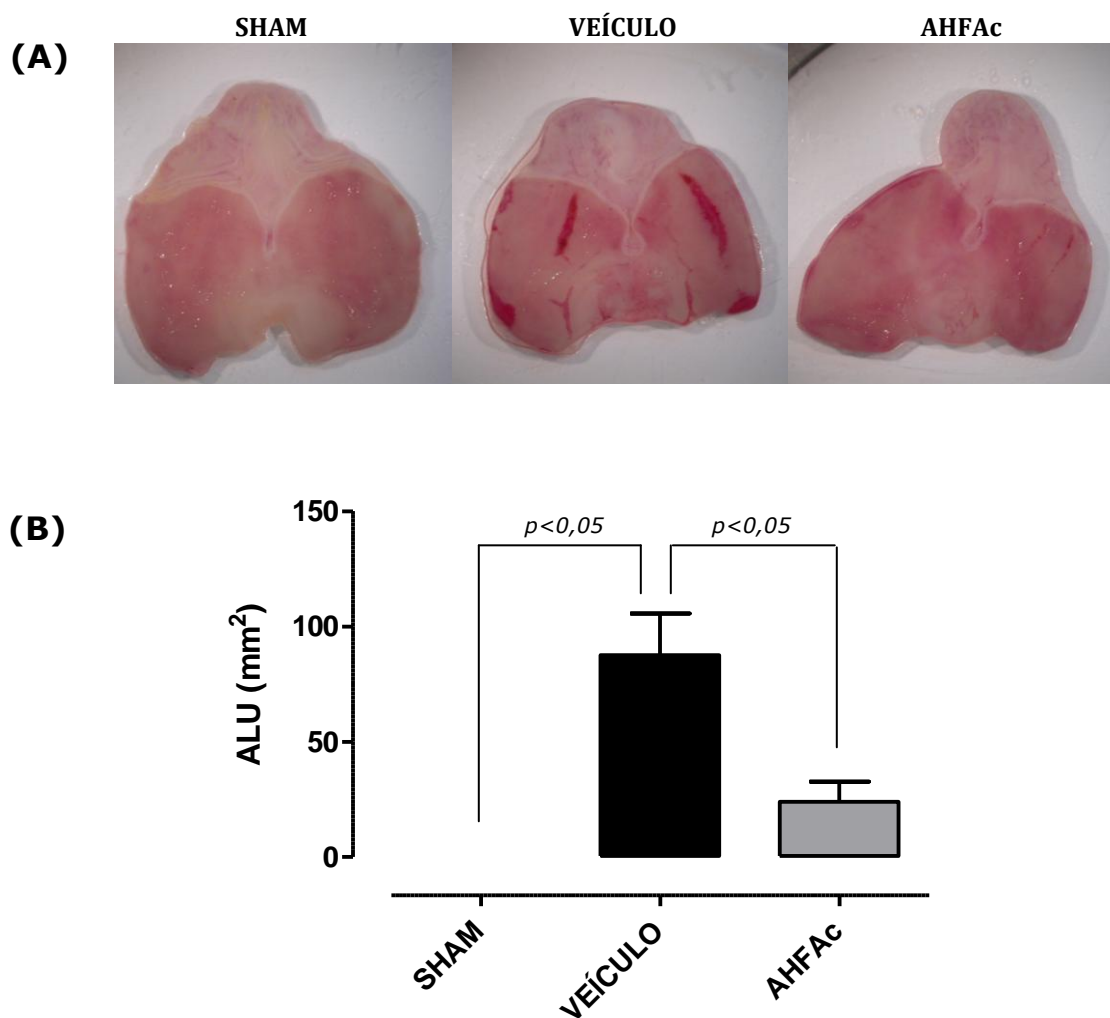 SHAM VEÍCULO AHFAc
(A)
(B)
150
p<0,05 p<0,05
100
50
0
ALU (mm²)
SHAM
VEÍCULO
AHFAc